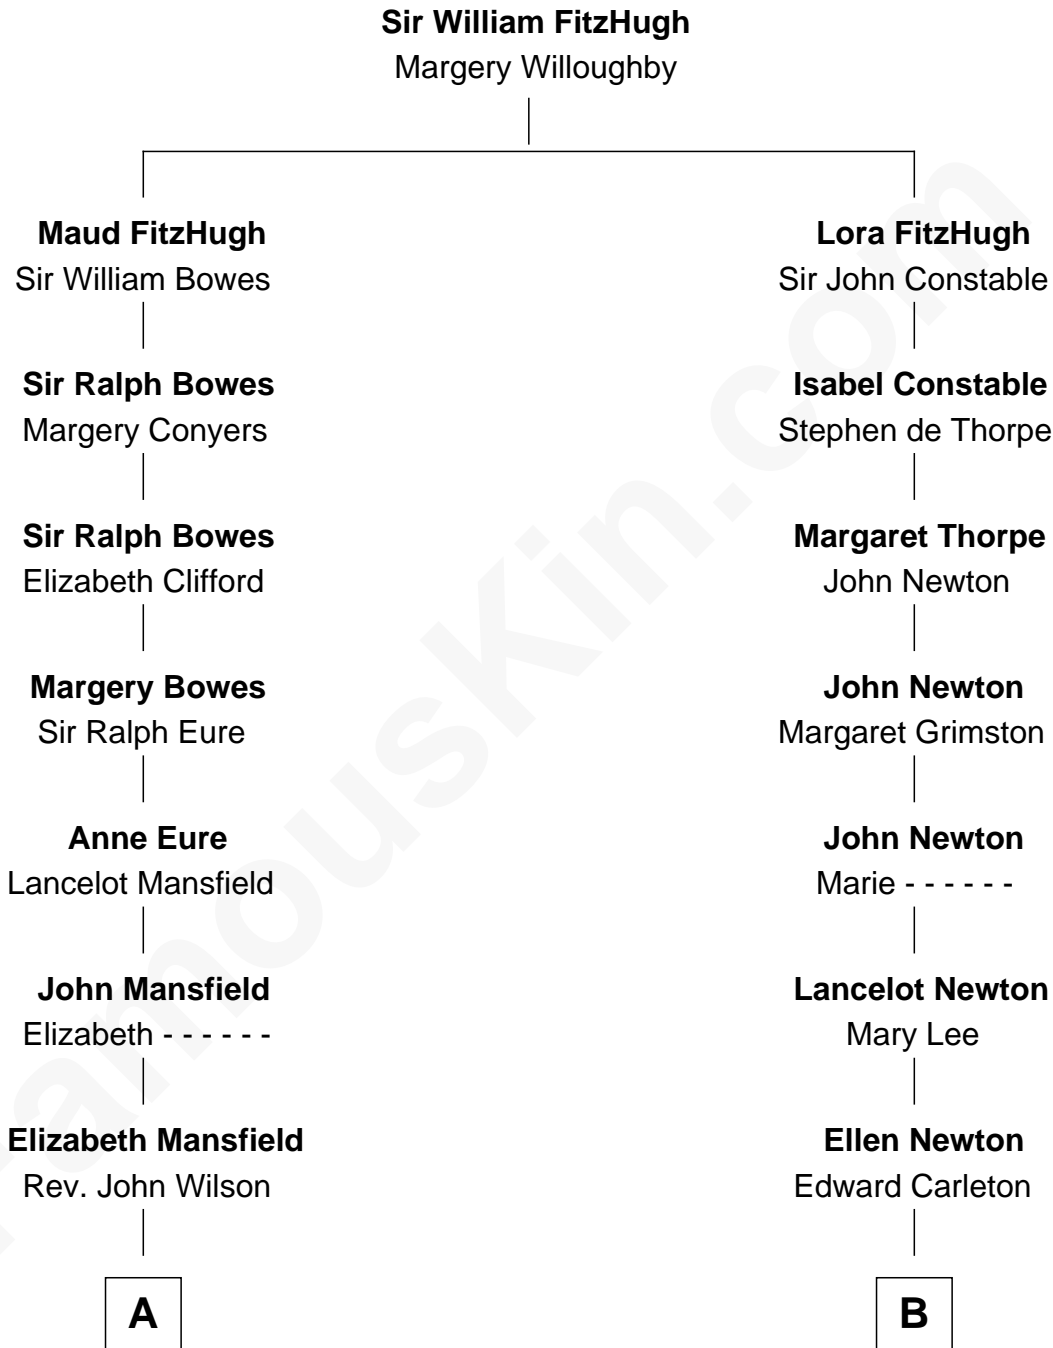 Sir William FitzHugh
Margery Willoughby
Maud FitzHugh
Sir William Bowes
Lora FitzHugh
Sir John Constable
Sir Ralph Bowes
Margery Conyers
Isabel Constable
Stephen de Thorpe
Sir Ralph Bowes
Elizabeth Clifford
Margaret Thorpe
John Newton
Margery Bowes
Sir Ralph Eure
John Newton
Margaret Grimston
Anne Eure
Lancelot Mansfield
John Newton
Marie - - - - - -
John Mansfield
Elizabeth - - - - - -
Lancelot Newton
Mary Lee
Elizabeth Mansfield
Rev. John Wilson
Ellen Newton
Edward Carleton
A
B
FamousKin.com